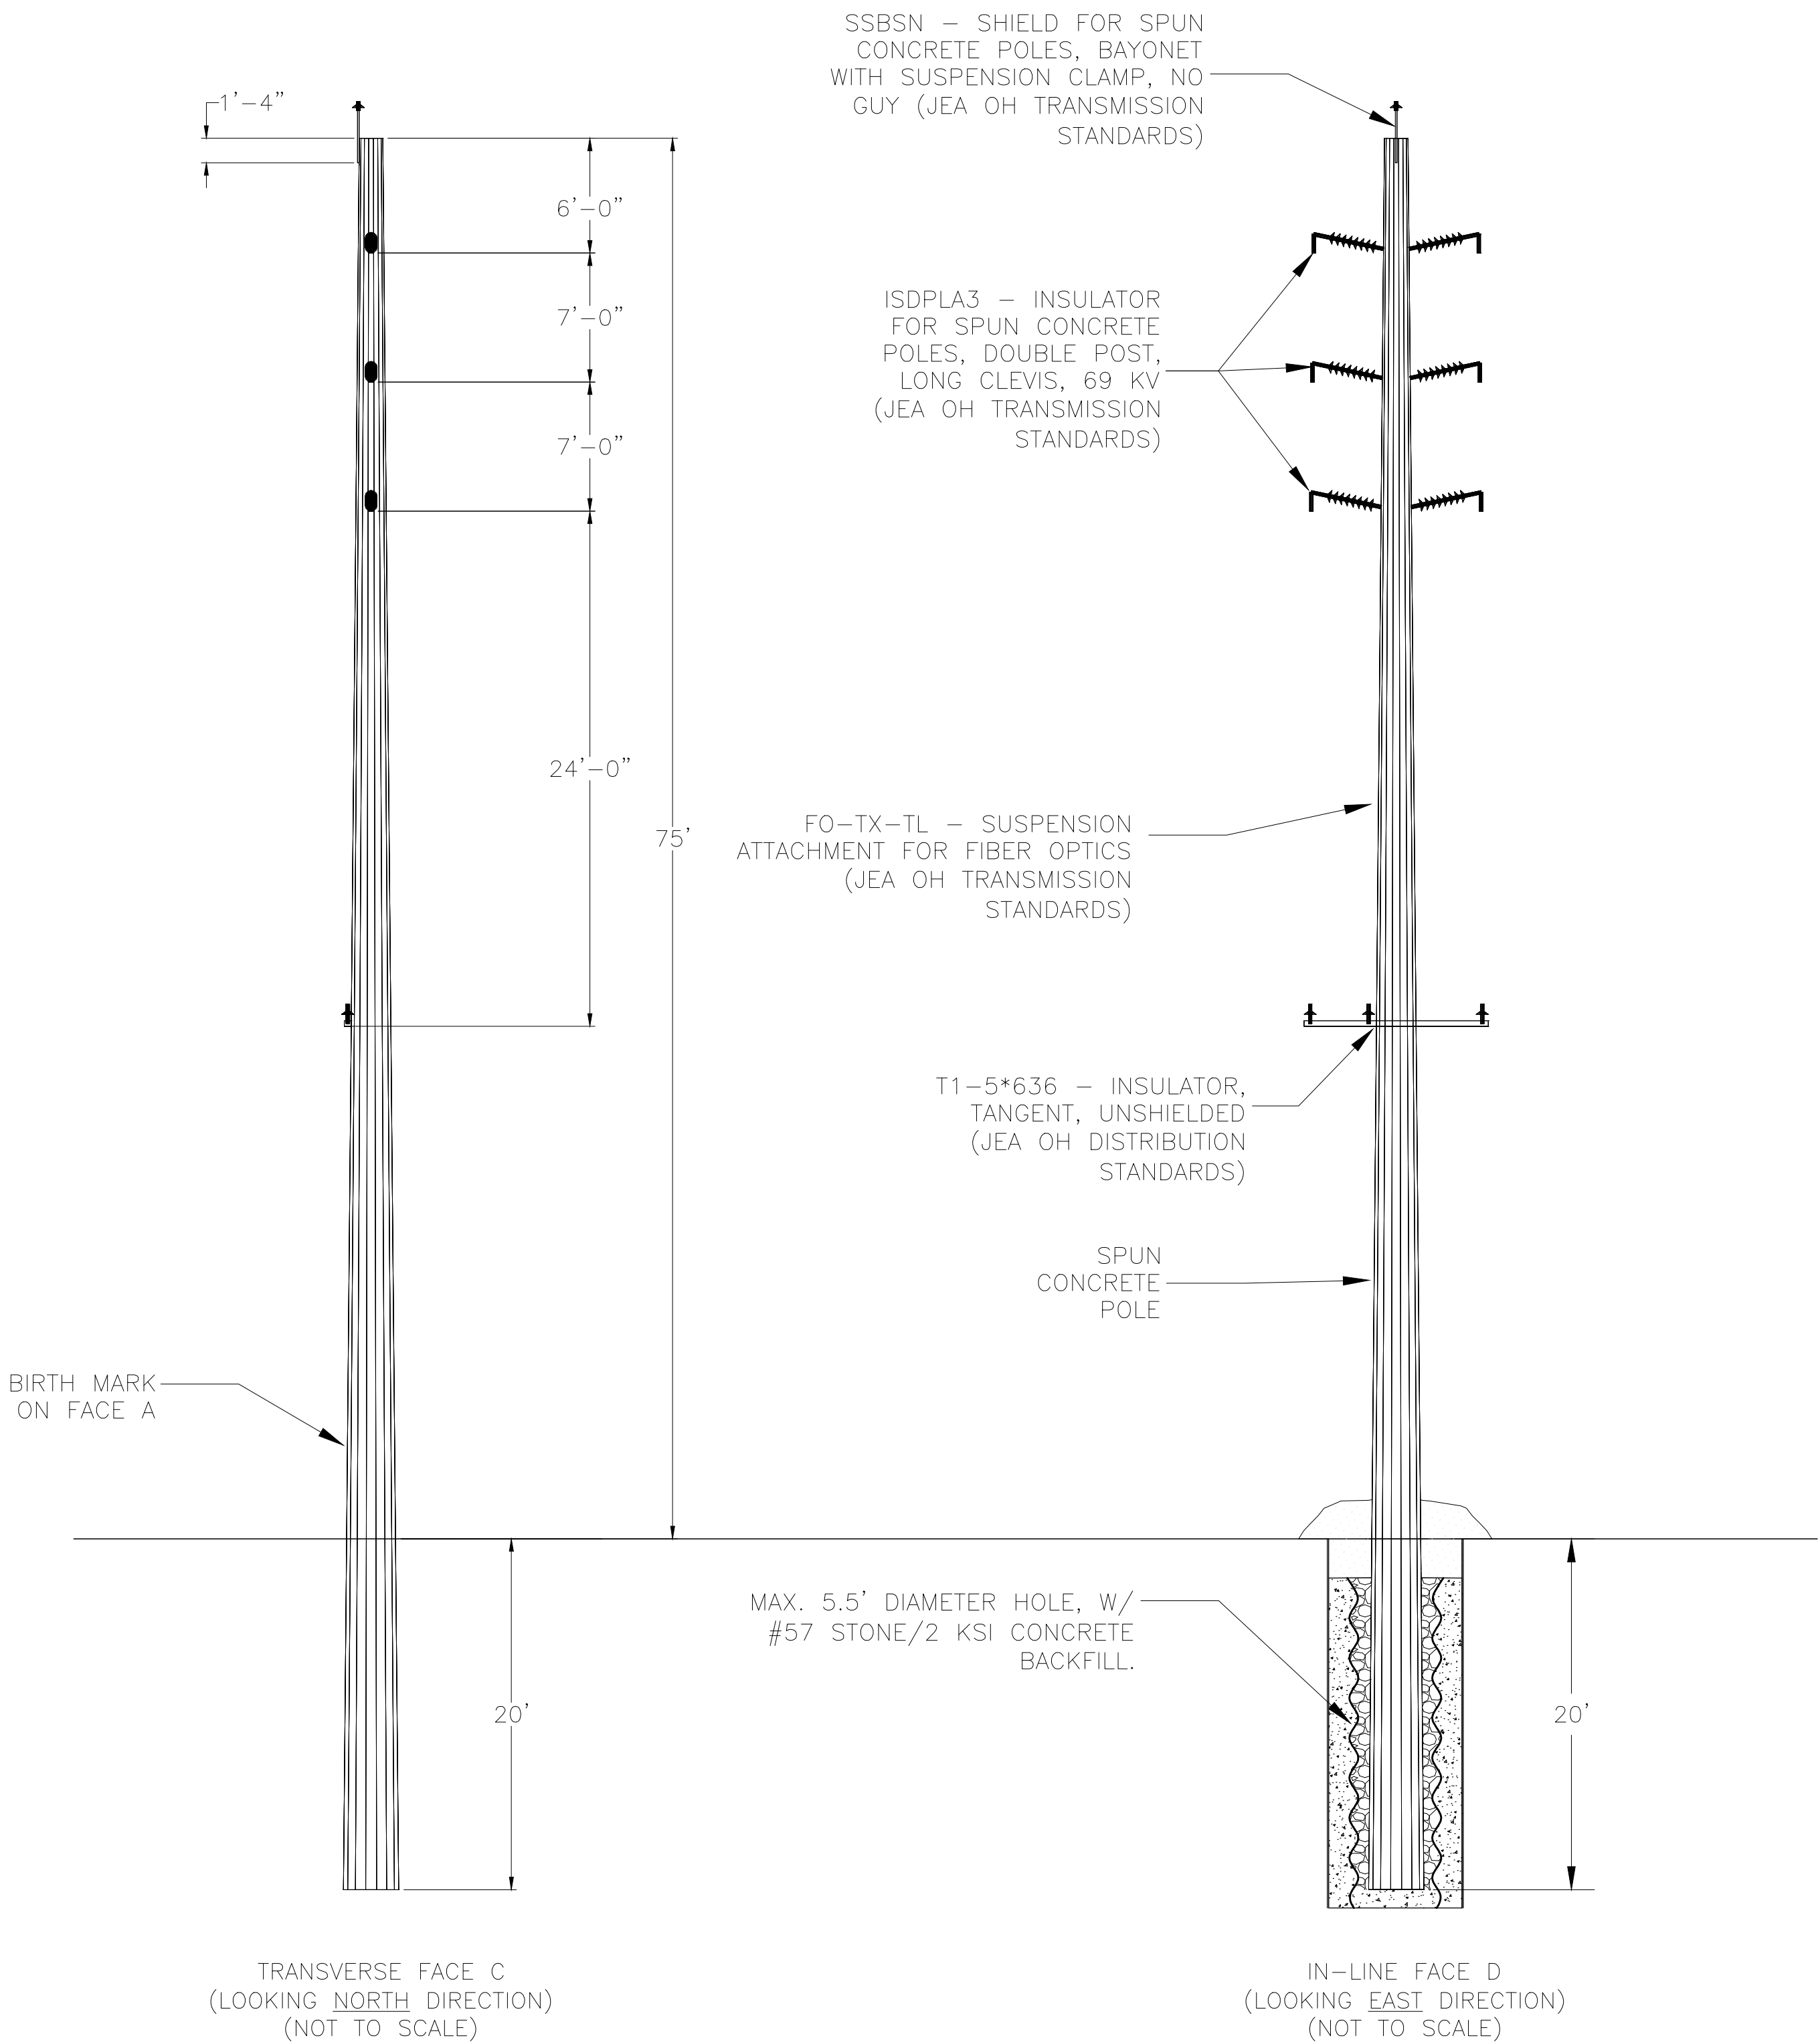 SSBSN – SHIELD FOR SPUN
CONCRETE POLES, BAYONET
WITH SUSPENSION CLAMP, NO
GUY (JEA OH TRANSMISSION
STANDARDS)
1'–4"
6'–0"
7'–0"
7'–0"
24'–0"
75'
ISDPLA3 – INSULATOR
FOR SPUN CONCRETE
POLES, DOUBLE POST,
LONG CLEVIS, 69 KV
(JEA OH TRANSMISSION
STANDARDS)
FO–TX–TL – SUSPENSION
ATTACHMENT FOR FIBER OPTICS
(JEA OH TRANSMISSION
STANDARDS)
T1–5*636 – INSULATOR,
TANGENT, UNSHIELDED
(JEA OH DISTRIBUTION
STANDARDS)
SPUN
CONCRETE
POLE
BIRTH MARK
ON FACE A
MAX. 5.5' DIAMETER HOLE, W/
#57 STONE/2 KSI CONCRETE
BACKFILL.
20'
20'
TRANSVERSE FACE C
(LOOKING NORTH DIRECTION)
(NOT TO SCALE)
IN–LINE FACE D
(LOOKING EAST DIRECTION)
(NOT TO SCALE)